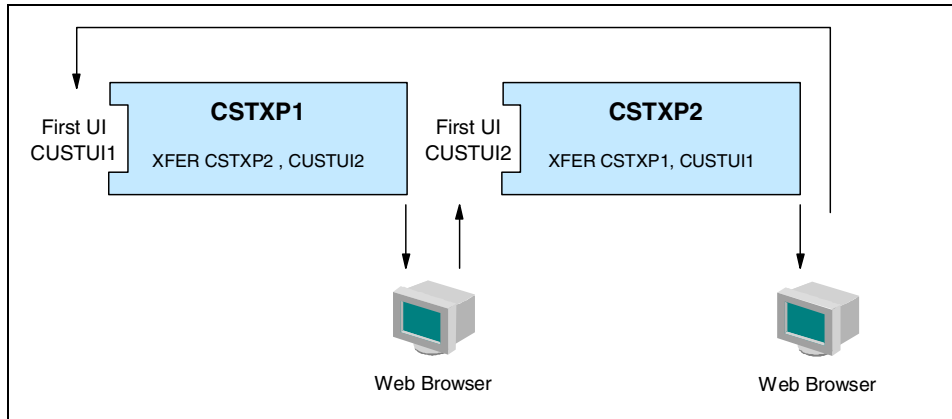 First UI
CUSTUI1
CSTXP1
XFER CSTXP2 , CUSTUI2
First UI
CUSTUI2
CSTXP2
XFER CSTXP1, CUSTUI1
Web Browser
Web Browser